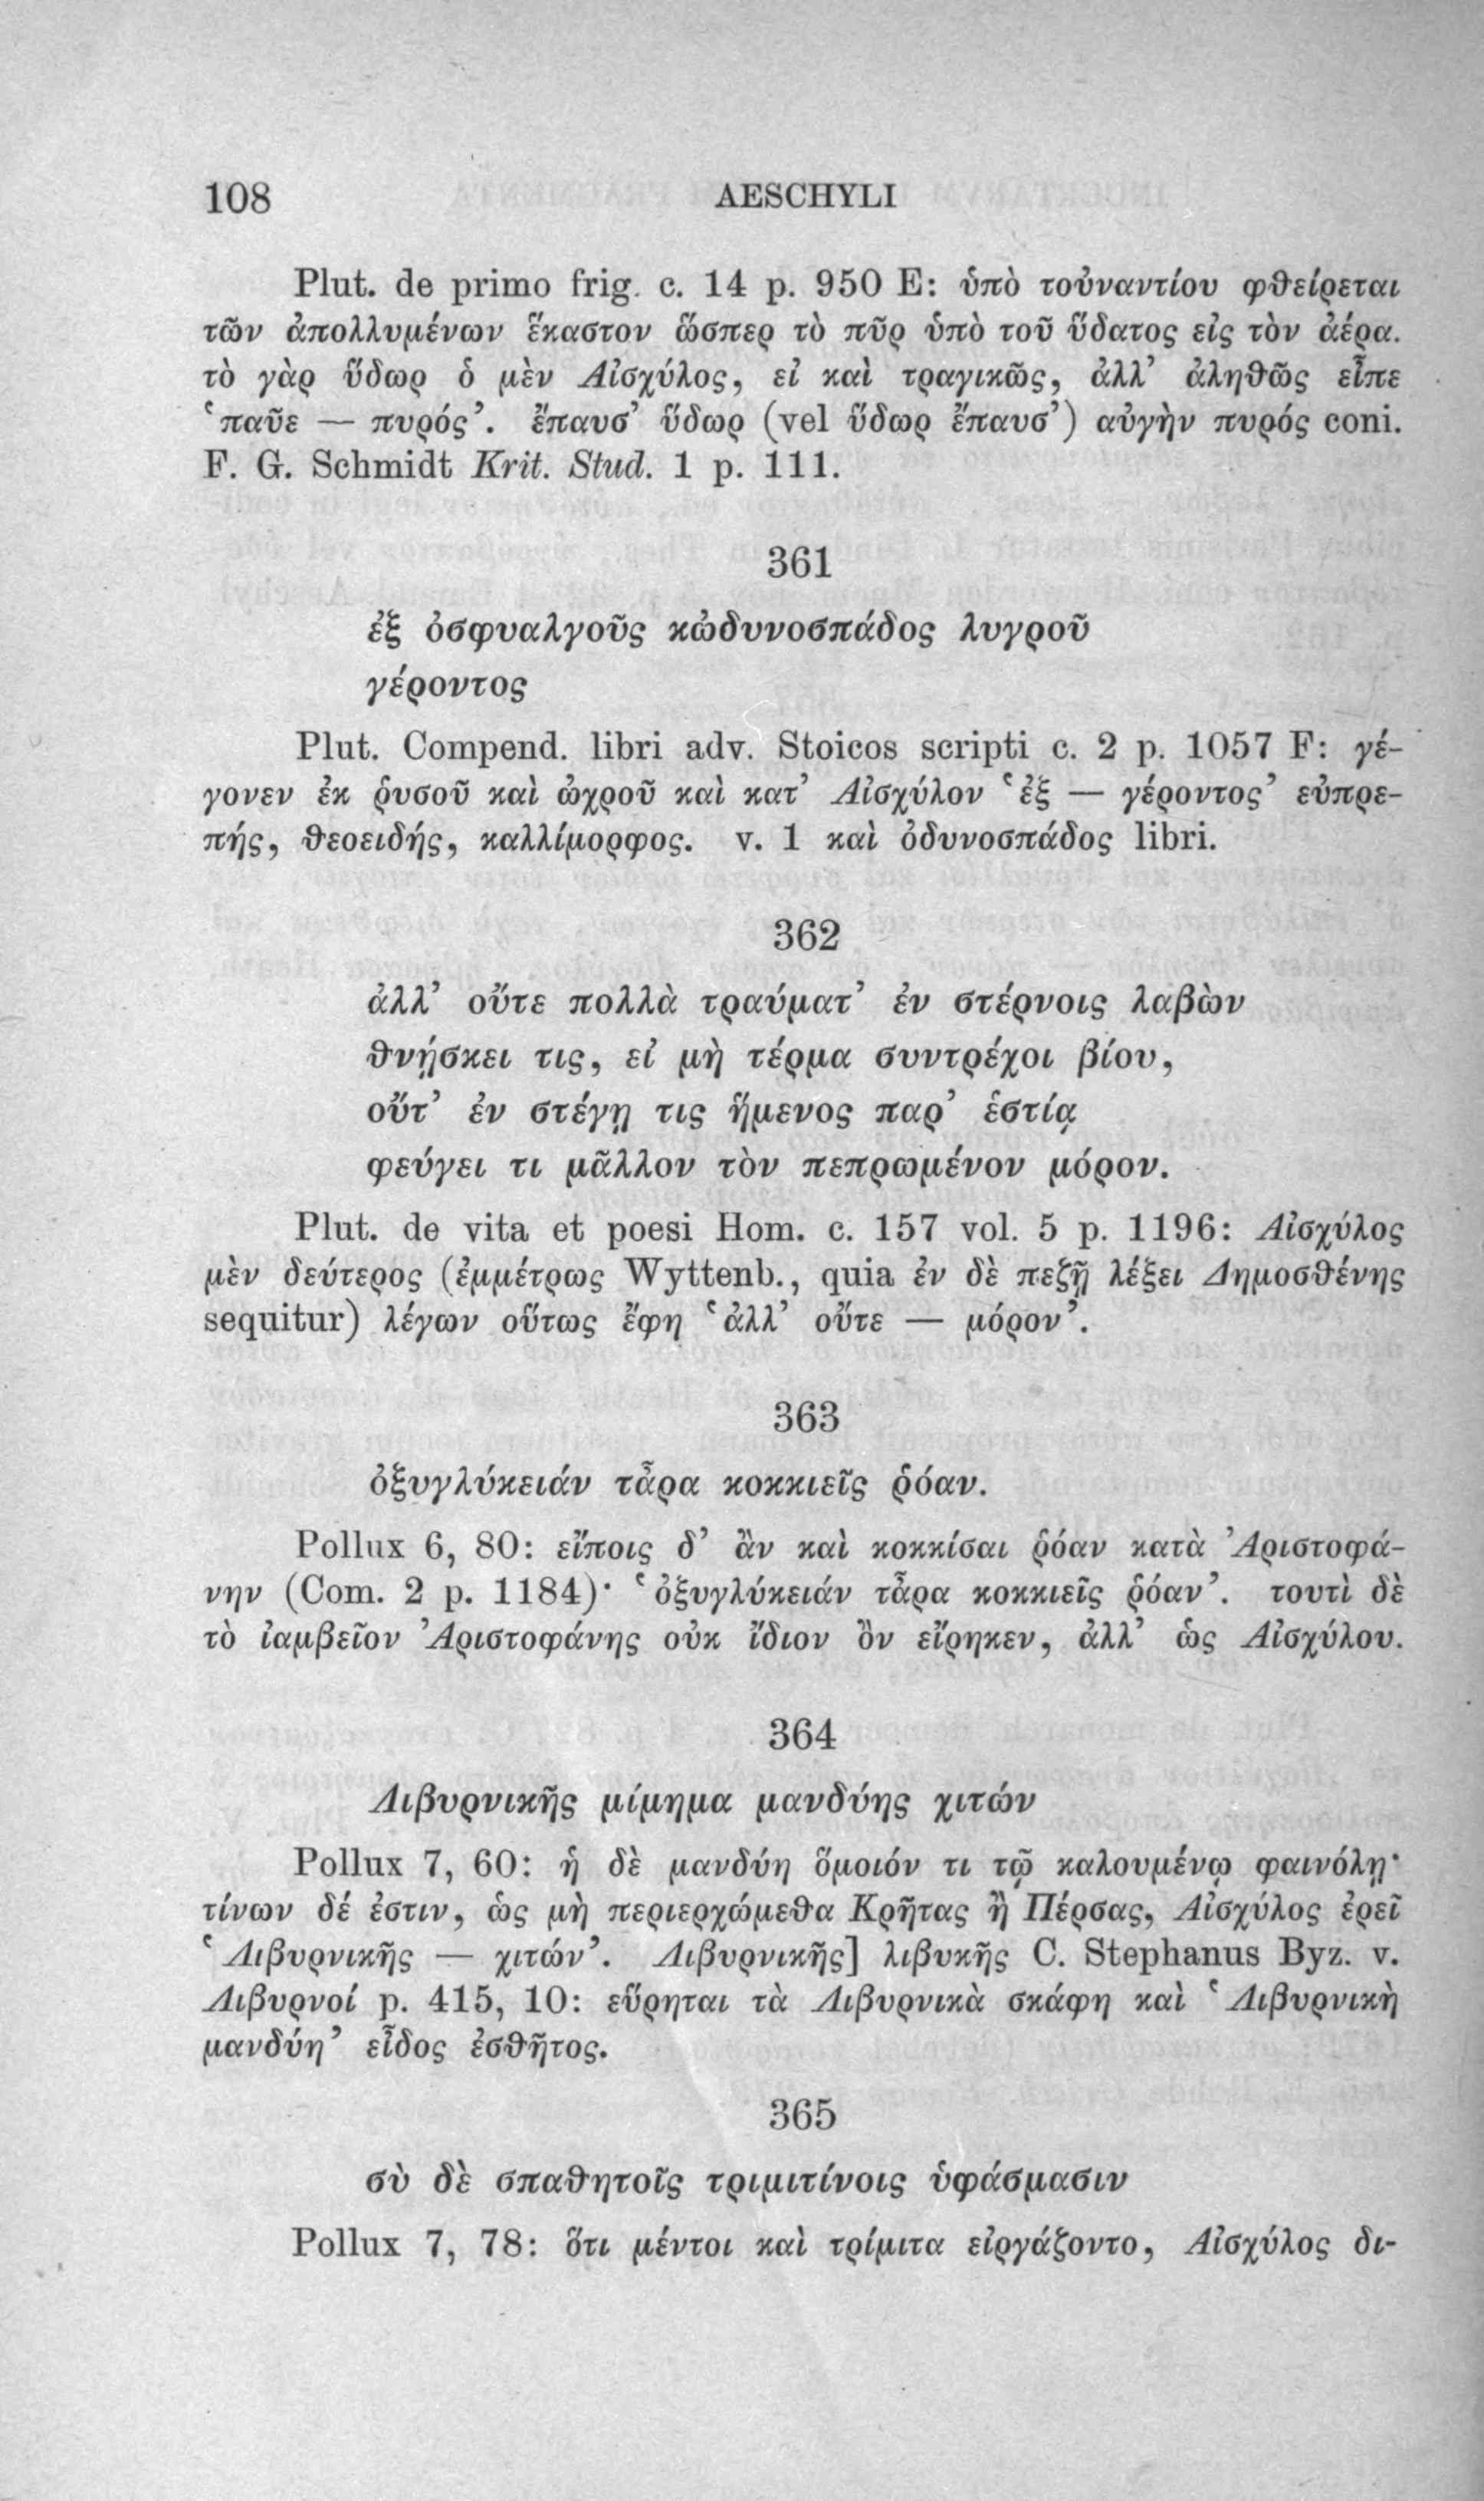 108 AESCHYLI
Plut. de primo frig. c. 14 p. 950 E: ὑπὸ τοὐναντίου φθείρεται
τῶν ἀπολλυμένων ἕκαστον ὥσπερ τὸ πῦρ ὑπὸ τοῦ ὕδατος εἰς τὸν ἀέρα.
τὸ γὰρ ὕδωρ ὁ μὲν Αἰσχύλος, εἰ καὶ τραγικῶς, ἀλλ’ ἀληθῶς εἶπε
‘παῦε — πυρός’. ἔπαυσ’ ὕδωρ (vel ὕδωρ ἔπαυσ’) αὐγὴν πυρός coni.
F. G. Schmidt Krit. Stud. 1 p. 111.
361
ἐξ ὀσφυαλγοῦς κὠδυνοσπάδος λυγροῦ
γέροντος
Plut. Compend. libri adv. Stoicos scripti c. 2 p. 1057 F: γέ-
γονεν ἐκ ῥυσοῦ καὶ ὠχροῦ καὶ κατ’ Αἰσχύλον ‘ἐξ — γέροντος’ εὐπρε-
πής, θεοειδής, καλλίμορφος. v. 1 καὶ ὀδυνοσπάδος libri.
362
ἀλλ’ οὔτε πολλὰ τραύματ’ ἐν στέρνοις λαβὼν
θνῄσκει τις, εἰ μὴ τέρμα συντρέχοι βίου,
οὔτ’ ἐν στέγῃ τις ἥμενος παρ’ ἑστίᾳ
φεύγει τι μᾶλλον τὸν πεπρωμένον μόρον.
Plut. de vita et poesi Hom. c. 157 vol. 5 p. 1196: Αἰσχύλος
μὲν δεύτερος (ἐμμέτρως Wyttenb., quia ἐν δὲ πεζῇ λέξει Δημοσθένης
sequitur) λέγων οὕτως ἔφη ‘ἀλλ’ οὔτε — μόρον’.
363
ὀξυγλύκειάν τἆρα κοκκιεῖς ῥόαν.
Pollux 6, 80: εἴποις δ’ ἂν καὶ κοκκίσαι ῥόαν κατὰ Ἀριστοφά-
νην (Com. 2 p. 1184)· ‘ὀξυγλύκειάν τἆρα κοκκιεῖς ῥόαν’. τουτὶ δὲ
τὸ ἰαμβεῖον Ἀριστοφάνης οὐκ ἴδιον ὂν εἴρηκεν, ἀλλ’ ὡς Αἰσχύλου.
364
Λιβυρνικῆς μίμημα μανδύης χιτών
Pollux 7, 60: ἡ δὲ μανδύη ὅμοιόν τι τῷ καλουμένῳ φαινόλῃ·
τίνων δέ ἐστιν, ὡς μὴ περιερχώμεθα Κρῆτας ἢ Πέρσας, Αἰσχύλος ἐρεῖ
‘Λιβυρνικῆς — χιτών’. Λιβυρνικῆς] λιβυκῆς C. Stephanus Byz. v.
Λιβυρνοί p. 415, 10: εὕρηται τὰ Λιβυρνικὰ σκάφη καὶ ‘Λιβυρνικὴ
μανδύη’ εἶδος ἐσθῆτος.
365
σὺ δὲ σπαθητοῖς τριμιτίνοις ὑφάσμασιν
Pollux 7, 78: ὅτι μέντοι καὶ τρίμιτα εἰργάζοντο, Αἰσχύλος δι-